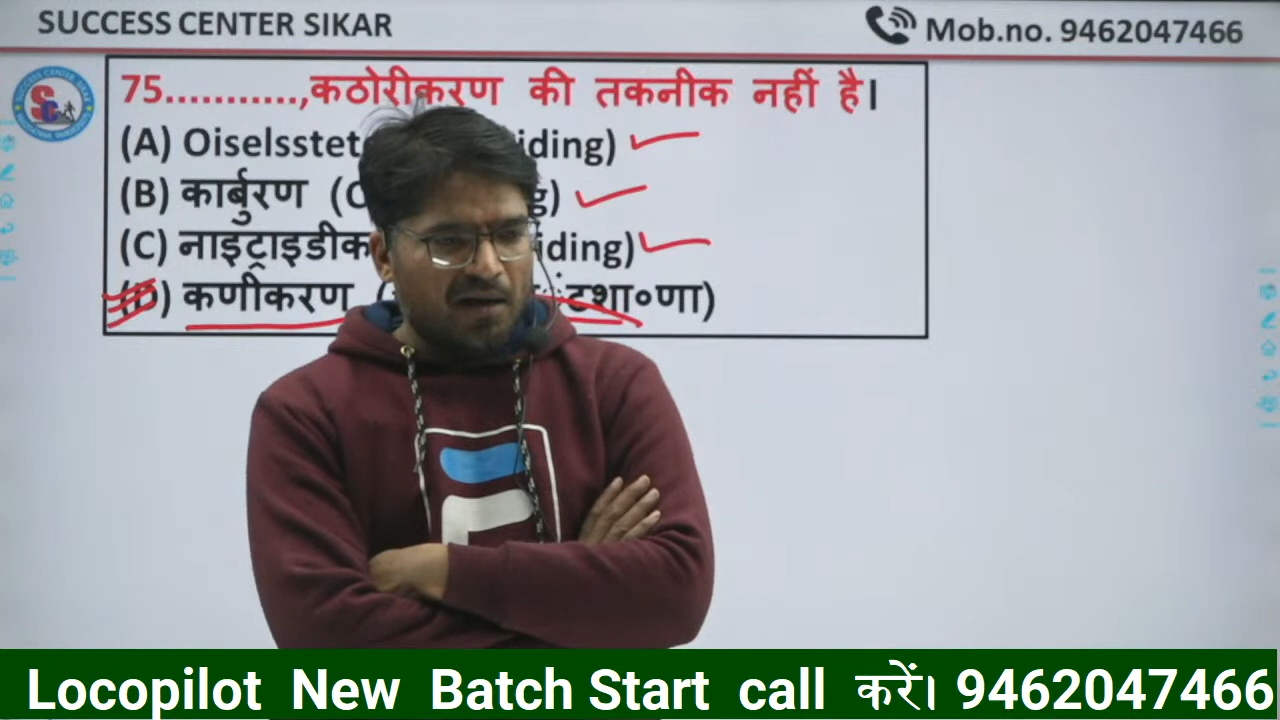 SUCCESS CENTER SIKAR
Mob.no. 9462047466
75...........,कठोरीकरण की तकनीक नहीं है।
(A) Oiselsstet iding)
(B) कार्बुरण (C g)
(C) नाइट्राइडीक iding)
(D) कणीकरण ( ंटशा०णा)
Locopilot New Batch Start call करें। 9462047466